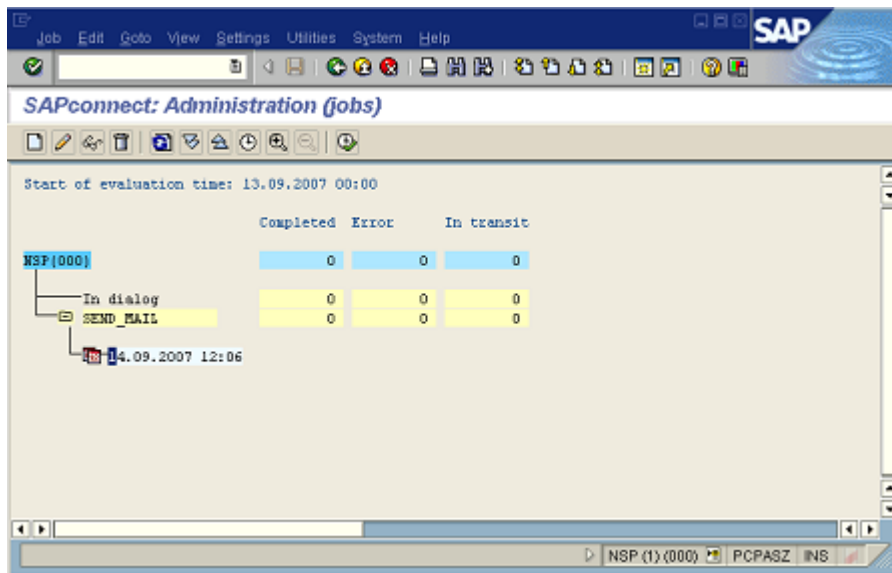 Job Edit Goto View Settings Utilities System Help
SAP
SAPconnect: Administration (jobs)
Start of evaluation time: 13.09.2007 00:00
Completed Error In transit
NSP(000) 0 0 0
In dialog 0 0 0
SEND_MAIL 0 0 0
14.09.2007 12:06
NSP (1) (000) PCPASZ INS